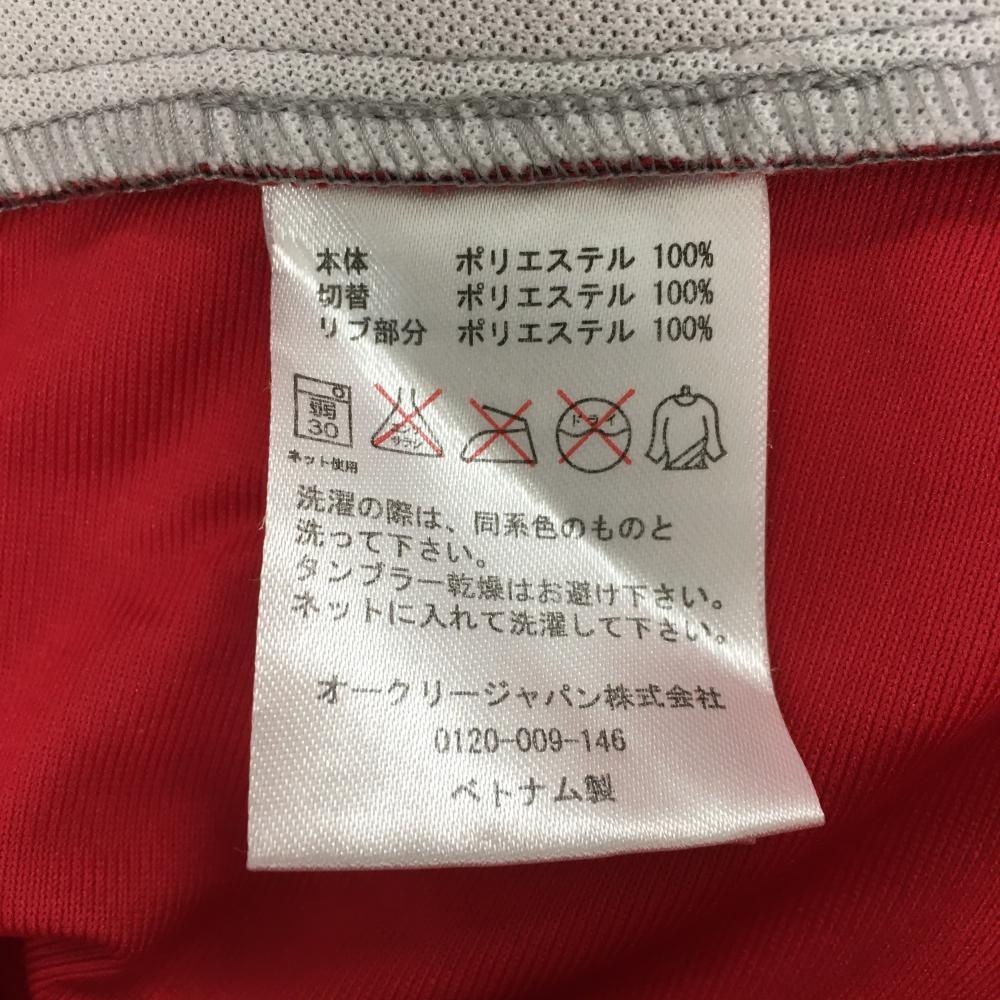 本体 ポリエステル 100%
切替 ポリエステル 100%
リブ部分 ポリエステル 100%
弱
30
ネット使用
エンソ
サラシ
ドライ
洗濯の際は、同系色のものと
洗って下さい。
タンブラー乾燥はお避け下さい。
ネットに入れて洗濯して下さい。
オークリージャパン株式会社
0120-009-146
ベトナム製